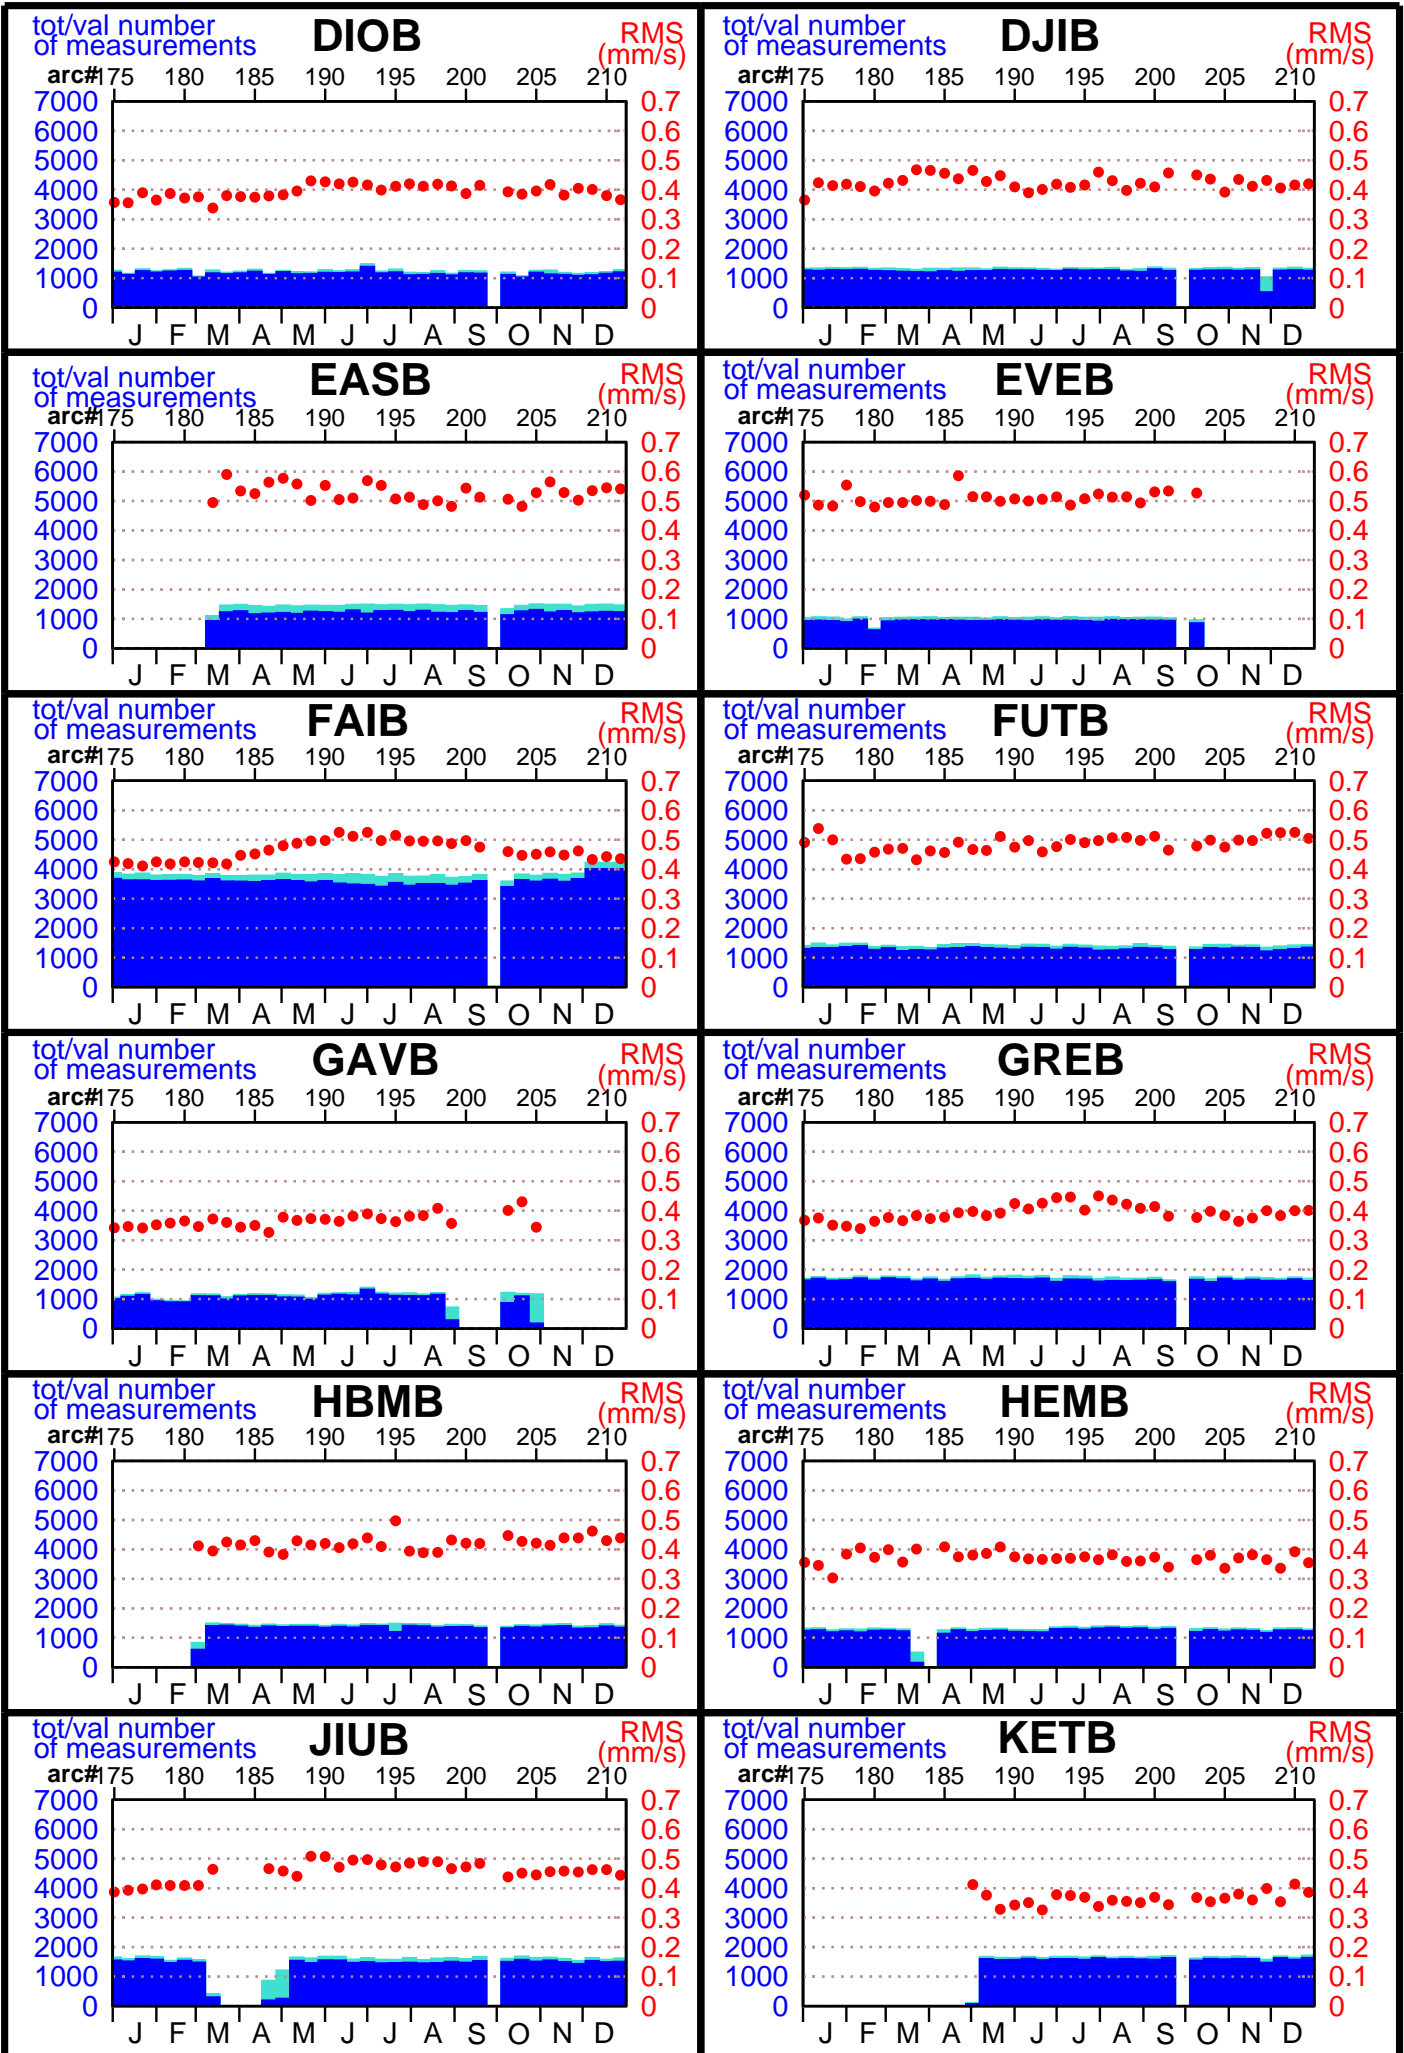 tot/val number DIOB RMS
of measurements (mm/s)
arc#175 180 185 190 195 200 205 210
7000 0.7
6000 0.6
5000 0.5
4000 0.4
3000 0.3
2000 0.2
1000 0.1
0 0
J F M A M J J A S O N D
tot/val number DJIB RMS
of measurements (mm/s)
arc#175 180 185 190 195 200 205 210
7000 0.7
6000 0.6
5000 0.5
4000 0.4
3000 0.3
2000 0.2
1000 0.1
0 0
J F M A M J J A S O N D
tot/val number EASB RMS
of measurements (mm/s)
arc#175 180 185 190 195 200 205 210
7000 0.7
6000 0.6
5000 0.5
4000 0.4
3000 0.3
2000 0.2
1000 0.1
0 0
J F M A M J J A S O N D
tot/val number EVEB RMS
of measurements (mm/s)
arc#175 180 185 190 195 200 205 210
7000 0.7
6000 0.6
5000 0.5
4000 0.4
3000 0.3
2000 0.2
1000 0.1
0 0
J F M A M J J A S O N D
tot/val number FAIB RMS
of measurements (mm/s)
arc#175 180 185 190 195 200 205 210
7000 0.7
6000 0.6
5000 0.5
4000 0.4
3000 0.3
2000 0.2
1000 0.1
0 0
J F M A M J J A S O N D
tot/val number FUTB RMS
of measurements (mm/s)
arc#175 180 185 190 195 200 205 210
7000 0.7
6000 0.6
5000 0.5
4000 0.4
3000 0.3
2000 0.2
1000 0.1
0 0
J F M A M J J A S O N D
tot/val number GAVB RMS
of measurements (mm/s)
arc#175 180 185 190 195 200 205 210
7000 0.7
6000 0.6
5000 0.5
4000 0.4
3000 0.3
2000 0.2
1000 0.1
0 0
J F M A M J J A S O N D
tot/val number GREB RMS
of measurements (mm/s)
arc#175 180 185 190 195 200 205 210
7000 0.7
6000 0.6
5000 0.5
4000 0.4
3000 0.3
2000 0.2
1000 0.1
0 0
J F M A M J J A S O N D
tot/val number HBMB RMS
of measurements (mm/s)
arc#175 180 185 190 195 200 205 210
7000 0.7
6000 0.6
5000 0.5
4000 0.4
3000 0.3
2000 0.2
1000 0.1
0 0
J F M A M J J A S O N D
tot/val number HEMB RMS
of measurements (mm/s)
arc#175 180 185 190 195 200 205 210
7000 0.7
6000 0.6
5000 0.5
4000 0.4
3000 0.3
2000 0.2
1000 0.1
0 0
J F M A M J J A S O N D
tot/val number JIUB RMS
of measurements (mm/s)
arc#175 180 185 190 195 200 205 210
7000 0.7
6000 0.6
5000 0.5
4000 0.4
3000 0.3
2000 0.2
1000 0.1
0 0
J F M A M J J A S O N D
tot/val number KETB RMS
of measurements (mm/s)
arc#175 180 185 190 195 200 205 210
7000 0.7
6000 0.6
5000 0.5
4000 0.4
3000 0.3
2000 0.2
1000 0.1
0 0
J F M A M J J A S O N D